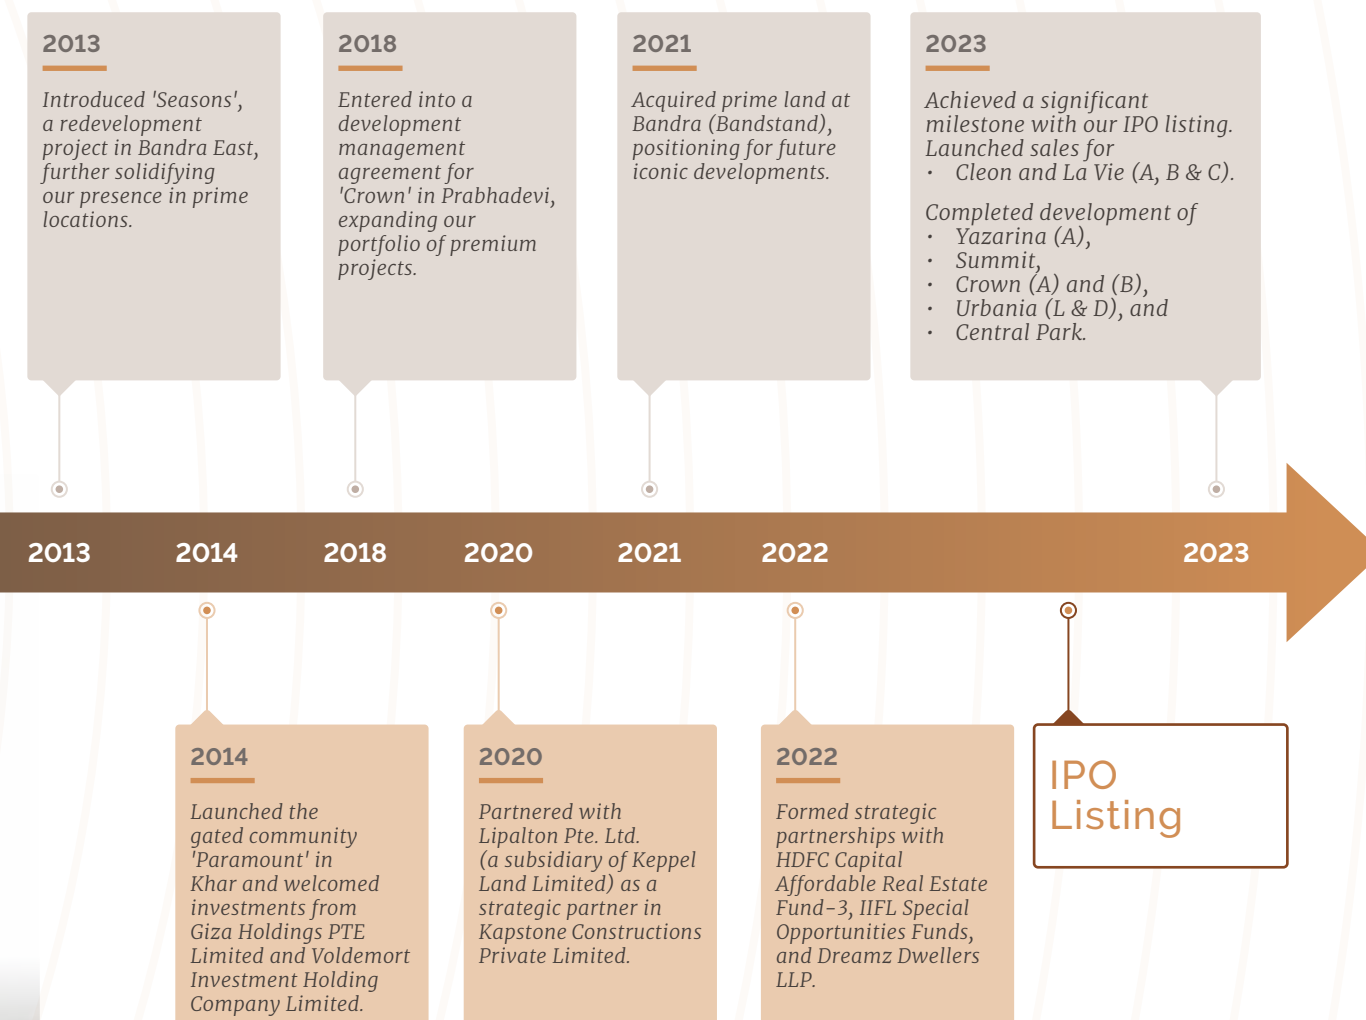 2013
Introduced 'Seasons',
a redevelopment
project in Bandra East,
further solidifying
our presence in prime
locations.
2018
Entered into a
development
management
agreement for
'Crown' in Prabhadevi,
expanding our
portfolio of premium
projects.
2021
Acquired prime land at
Bandra (Bandstand),
positioning for future
iconic developments.
2023
Achieved a significant
milestone with our IPO listing.
Launched sales for
• Cleon and La Vie (A, B & C).
Completed development of
• Yazarina (A),
• Summit,
• Crown (A) and (B),
• Urbania (L & D), and
• Central Park.
2013 2014 2018 2020 2021 2022 2023
2014
Launched the
gated community
'Paramount' in
Khar and welcomed
investments from
Giza Holdings PTE
Limited and Voldemort
Investment Holding
Company Limited.
2020
Partnered with
Lipalton Pte. Ltd.
(a subsidiary of Keppel
Land Limited) as a
strategic partner in
Kapstone Constructions
Private Limited.
2022
Formed strategic
partnerships with
HDFC Capital
Affordable Real Estate
Fund-3, IIFL Special
Opportunities Funds,
and Dreamz Dwellers
LLP.
IPO
Listing